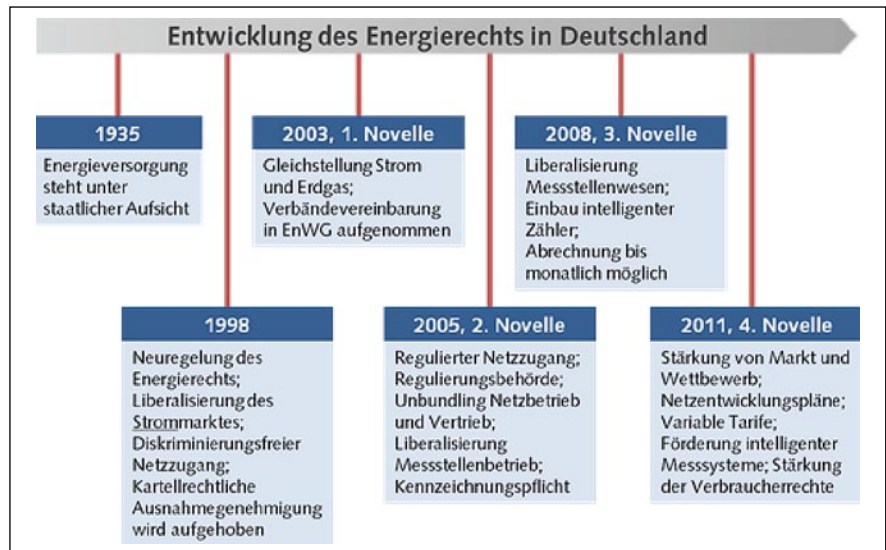 Entwicklung des Energierechts in Deutschland
1935
Energieversorgung
steht unter
staatlicher Aufsicht
2003, 1. Novelle
Gleichstellung Strom
und Erdgas;
Verbändevereinbarung
in EnWG aufgenommen
2008, 3. Novelle
Liberalisierung
Messstellenwesen;
Einbau intelligenter
Zähler;
Abrechnung bis
monatlich möglich
1998
Neuregelung des
Energierechts;
Liberalisierung des
Strommarktes;
Diskriminierungsfreier
Netzzugang;
Kartellrechtliche
Ausnahmegenehmigung
wird aufgehoben
2005, 2. Novelle
Regulierter Netzzugang;
Regulierungsbehörde;
Unbundling Netzbetrieb
und Vertrieb;
Liberalisierung
Messstellenbetrieb;
Kennzeichnungspflicht
2011, 4. Novelle
Stärkung von Markt und
Wettbewerb;
Netzentwicklungspläne;
Variable Tarife;
Förderung intelligenter
Messsysteme; Stärkung
der Verbraucherrechte